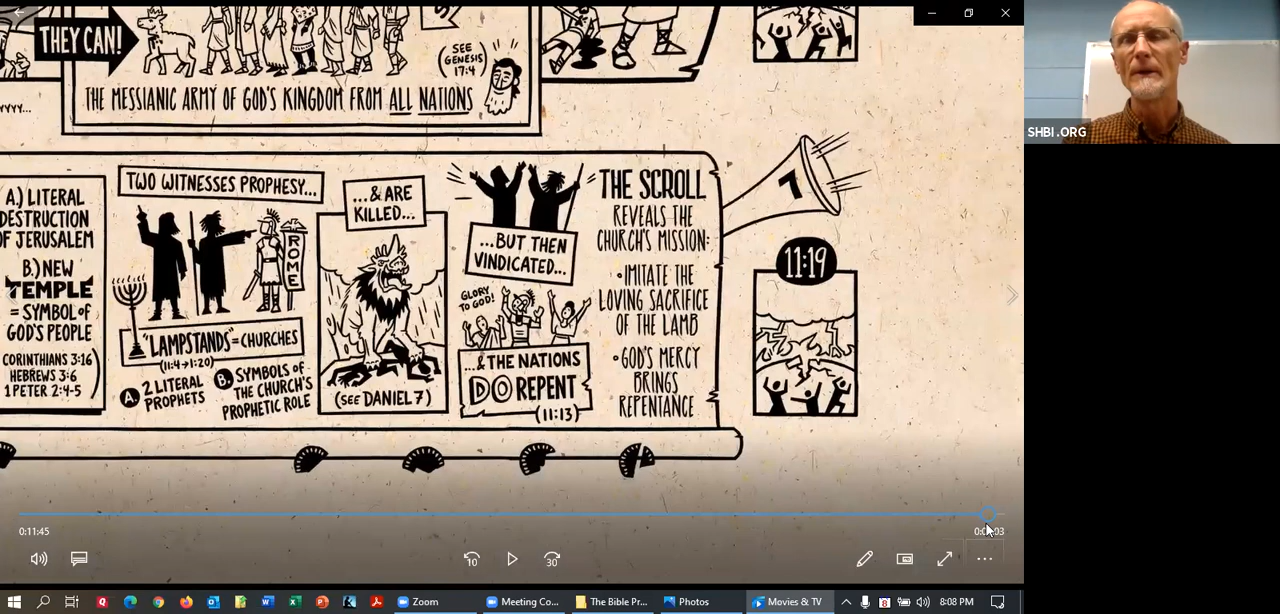 THEY CAN!
(SEE
GENESIS
17:4)
THE MESSIANIC ARMY OF GOD'S KINGDOM FROM ALL NATIONS
A.) LITERAL
DESTRUCTION
OF JERUSALEM
B.) NEW
TEMPLE
= SYMBOL OF
GOD'S PEOPLE
CORINTHIANS 3:16
HEBREWS 3:6
1 PETER 2:4-5
TWO WITNESSES PROPHESY...
ROME
"LAMPSTANDS" = CHURCHES
(11:4→1:20)
A. 2 LITERAL
PROPHETS
B. SYMBOLS OF
THE CHURCH'S
PROPHETIC ROLE
...& ARE
KILLED...
(SEE DANIEL 7)
...BUT THEN
VINDICATED...
GLORY
TO GOD!
...& THE NATIONS
DO REPENT
(11:13)
THE SCROLL
REVEALS THE
CHURCH'S MISSION:
• IMITATE THE
LOVING SACRIFICE
OF THE LAMB
• GOD'S MERCY
BRINGS
REPENTANCE
7
11:19
SHBI.ORG
0:11:45
10
30
Zoom
Meeting Co...
The Bible Pr...
Photos
Movies & TV
8:08 PM